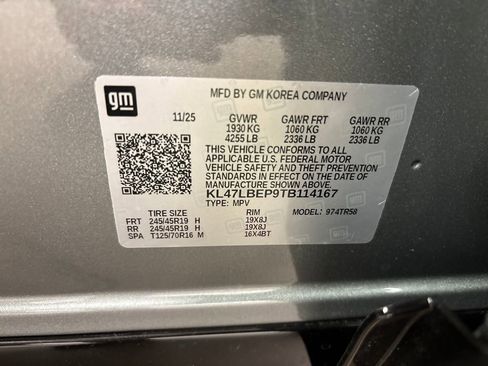 gm
MFD BY GM KOREA COMPANY
11/25 GVWR GAWR FRT GAWR RR
1930 KG 1060 KG 1060 KG
4255 LB 2336 LB 2336 LB
THIS VEHICLE CONFORMS TO ALL
APPLICABLE U.S. FEDERAL MOTOR
VEHICLE SAFETY AND THEFT PREVENTION
STANDARDS IN EFFECT ON THE DATE OF
MANUFACTURE SHOWN ABOVE.
KL47LBEP9TB114167
TYPE: MPV MODEL: 974TR58
TIRE SIZE RIM
FRT 245/45R19 H 19X8J
RR 245/45R19 H 19X8J
SPA T125/70R16 M 16X4BT